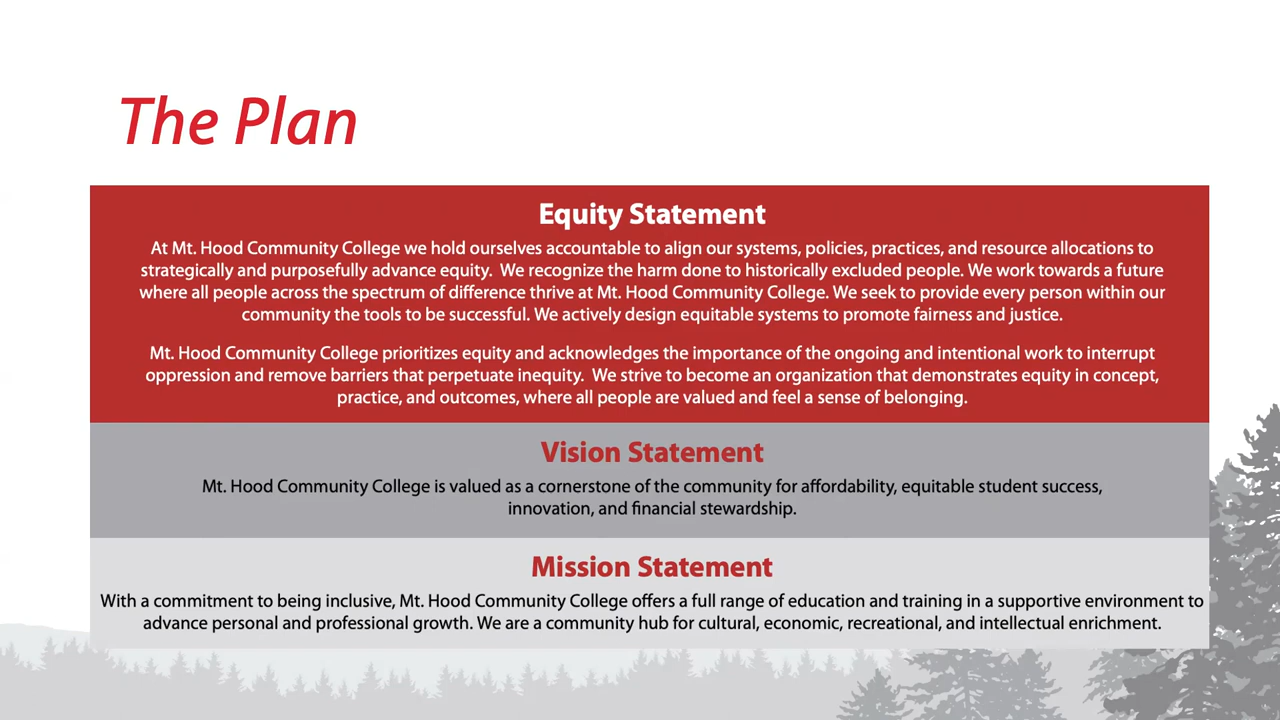 The Plan
Equity Statement
At Mt. Hood Community College we hold ourselves accountable to align our systems, policies, practices, and resource allocations to
strategically and purposefully advance equity.  We recognize the harm done to historically excluded people. We work towards a future
where all people across the spectrum of difference thrive at Mt. Hood Community College. We seek to provide every person within our
community the tools to be successful. We actively design equitable systems to promote fairness and justice.
Mt. Hood Community College prioritizes equity and acknowledges the importance of the ongoing and intentional work to interrupt
oppression and remove barriers that perpetuate inequity.  We strive to become an organization that demonstrates equity in concept,
practice, and outcomes, where all people are valued and feel a sense of belonging.
Vision Statement
Mt. Hood Community College is valued as a cornerstone of the community for affordability, equitable student success,
innovation, and financial stewardship.
Mission Statement
With a commitment to being inclusive, Mt. Hood Community College offers a full range of education and training in a supportive environment to
advance personal and professional growth. We are a community hub for cultural, economic, recreational, and intellectual enrichment.